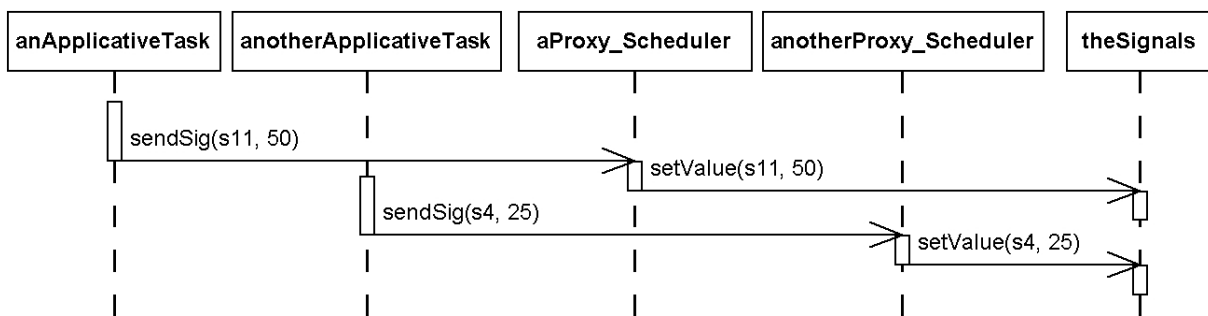 anApplicativeTask
anotherApplicativeTask
aProxy_Scheduler
anotherProxy_Scheduler
theSignals
sendSig(s11, 50)
setValue(s11, 50)
sendSig(s4, 25)
setValue(s4, 25)